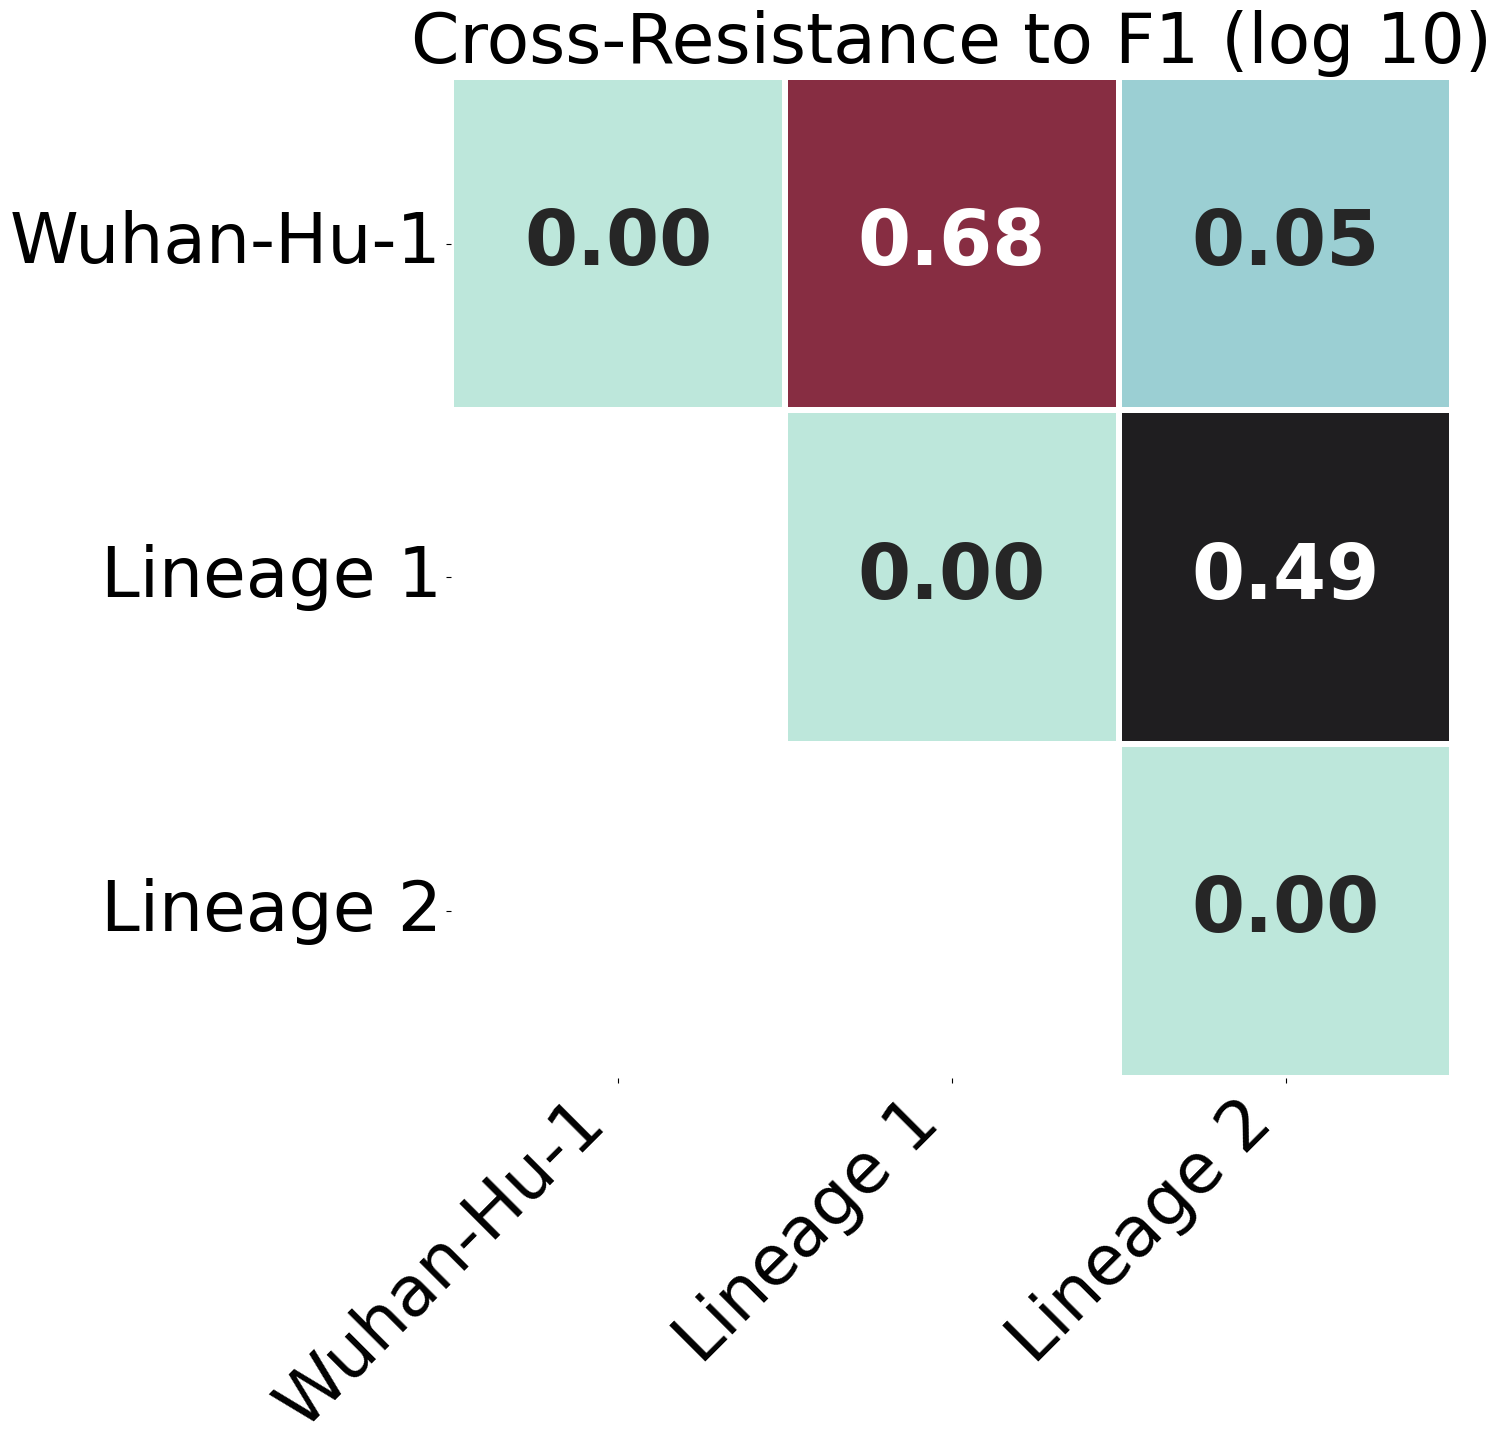 Cross-Resistance to F1 (log 10)
Wuhan-Hu-1 0.00 0.68 0.05
Lineage 1 0.00 0.49
Lineage 2 0.00
Wuhan-Hu-1 Lineage 1 Lineage 2